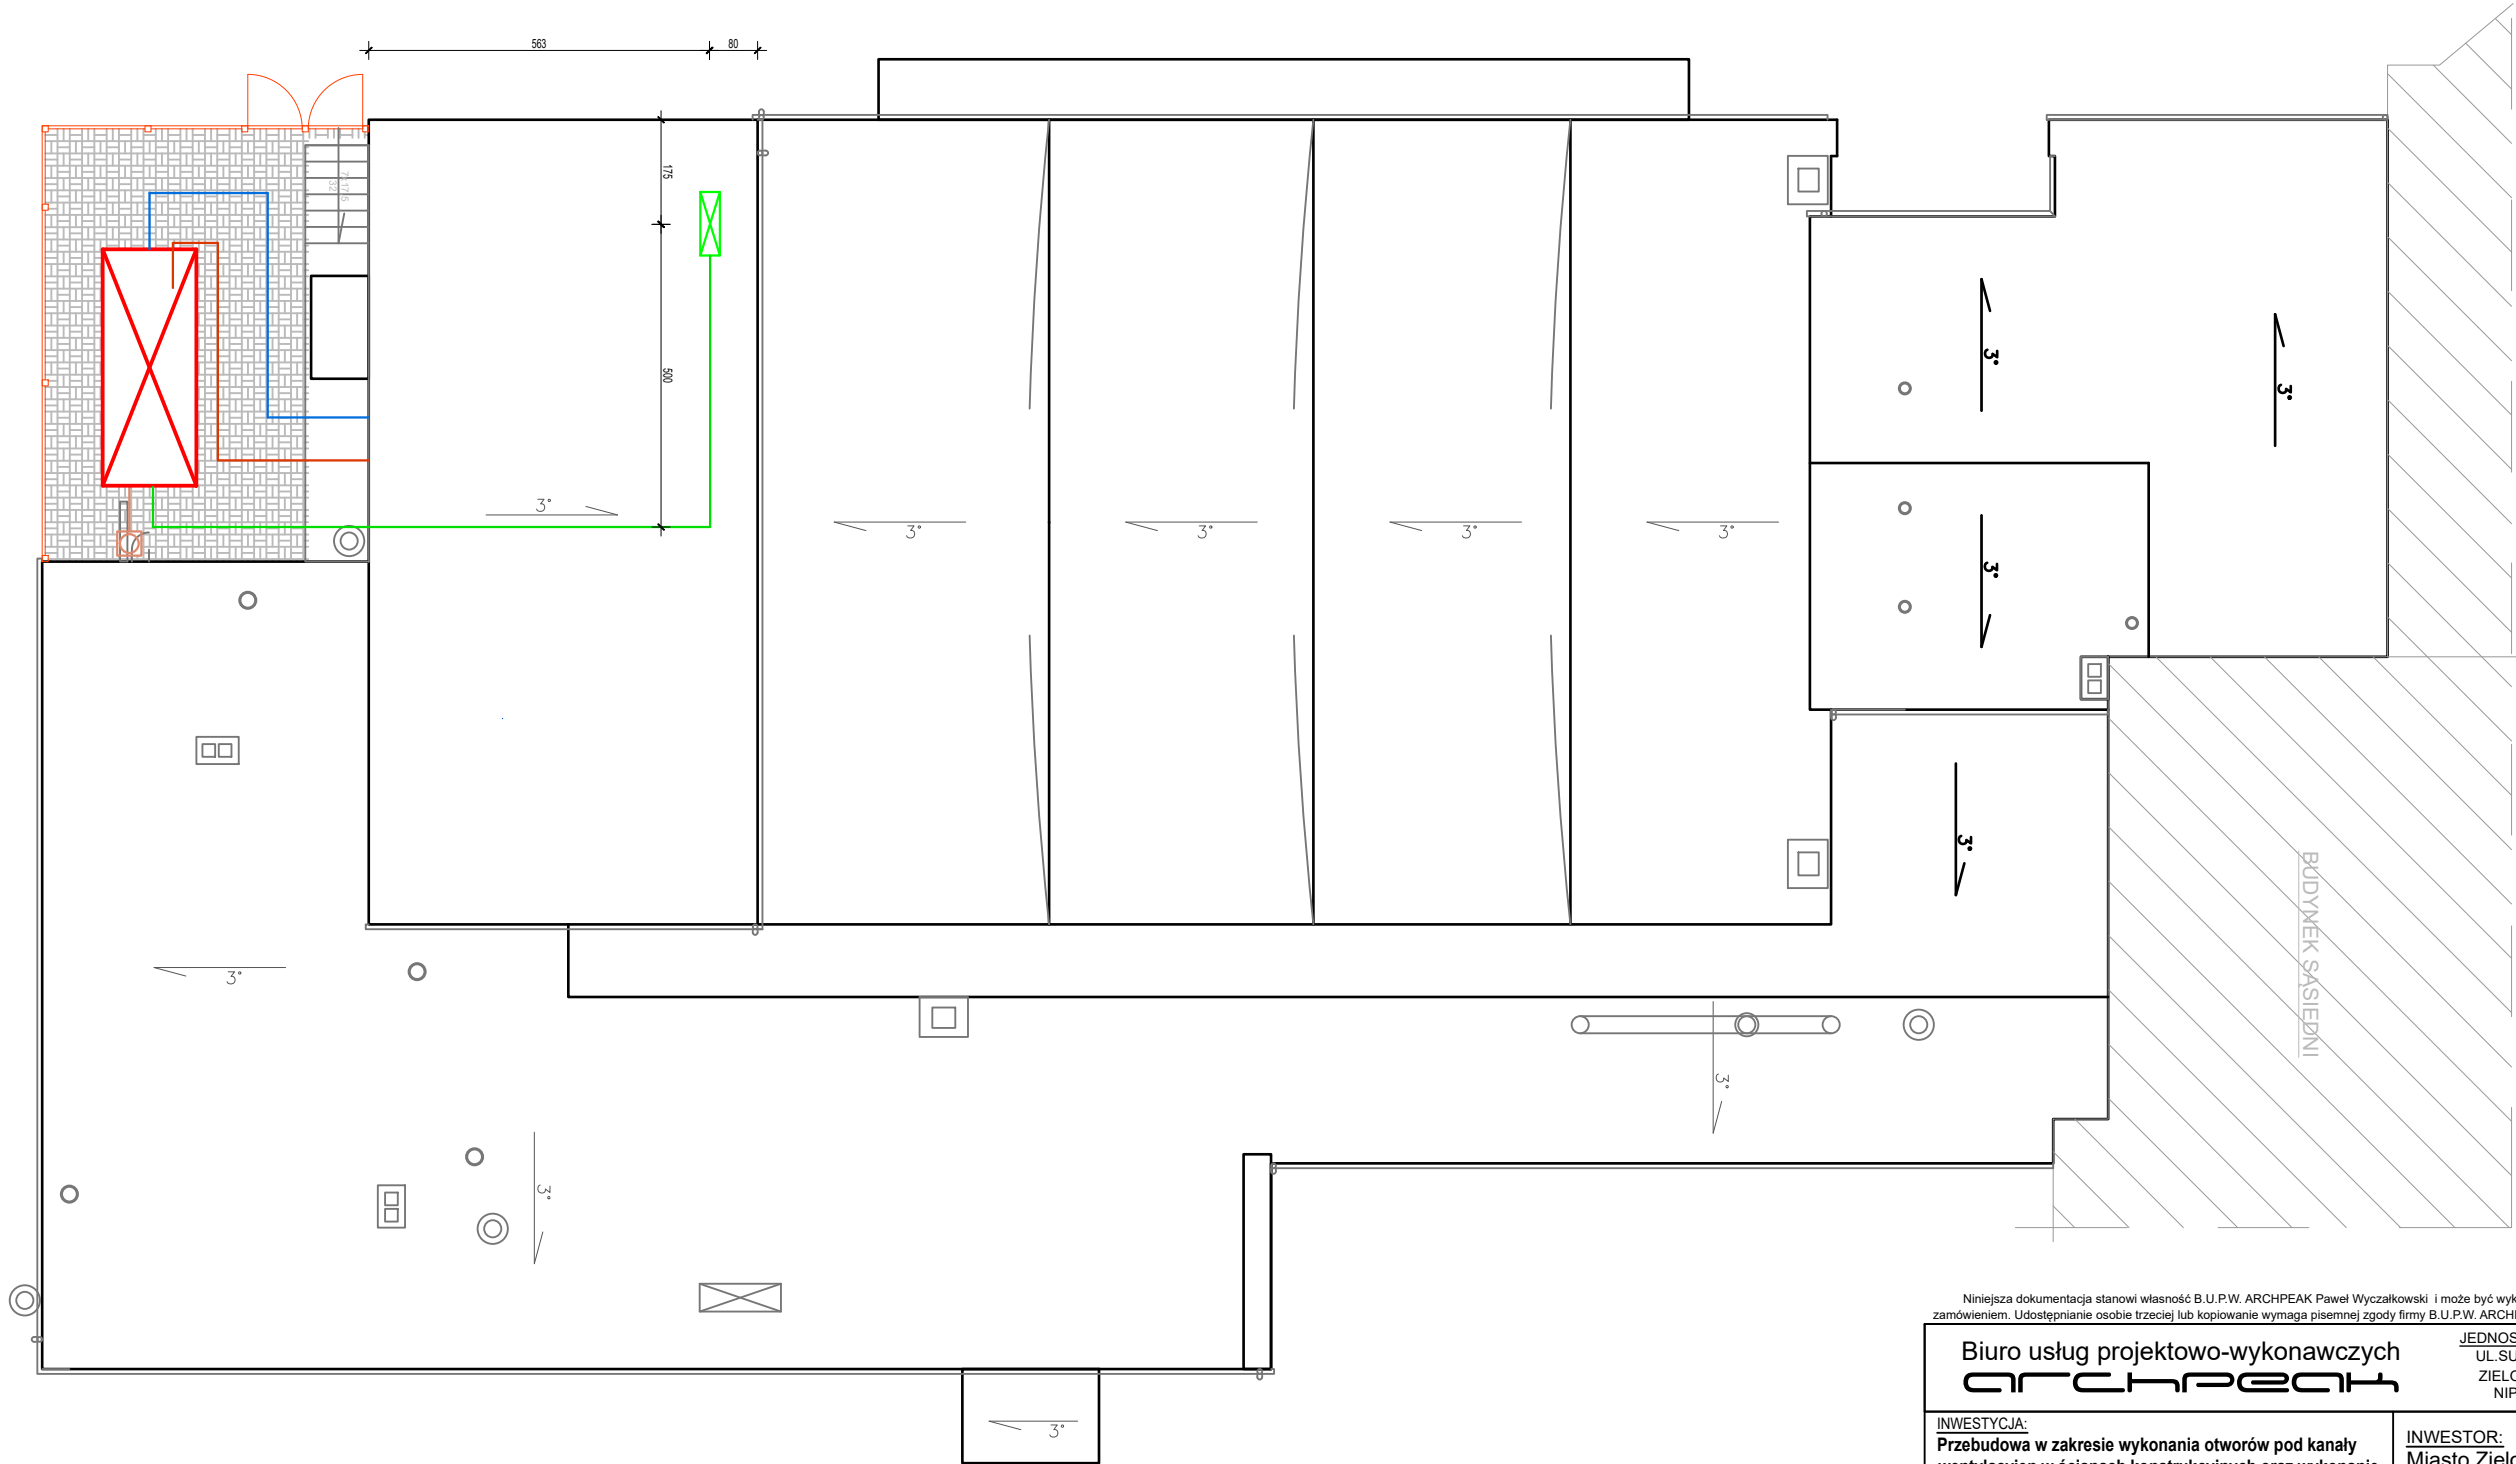 563
80
175
500
3°
3°
3°
3°
3°
3°
3°
3°
3°
3°
3°
3°
3°
BUDYNEK SĄSIEDNI
Niniejsza dokumentacja stanowi własność B.U.P.W. ARCHPEAK Paweł Wyczałkowski i może być
zamówieniem. Udostępnianie osobie trzeciej lub kopiowanie wymaga pisemnej zgody firmy B.U.P.W.
Biuro usług projektowo-wykonawczych
archpeak
INWESTYCJA:
Przebudowa w zakresie wykonania otworów pod kanały
INWESTOR:
Miasto